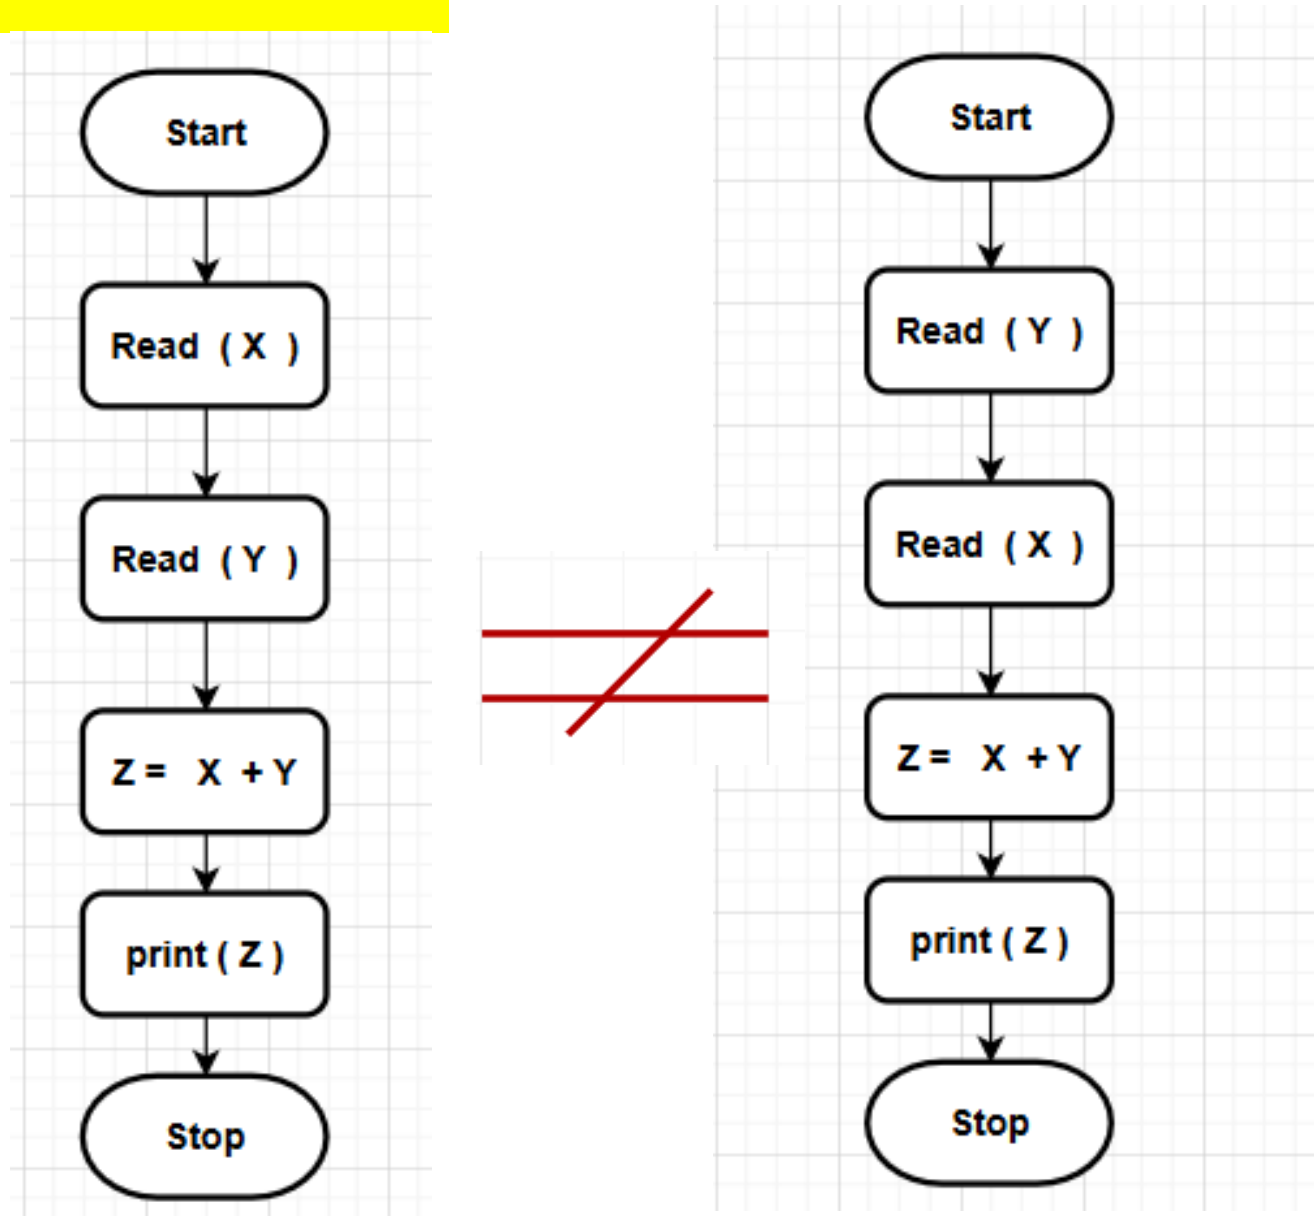 Start
Read ( X )
Read ( Y )
Z = X + Y
print ( Z )
Stop
Start
Read ( Y )
Read ( X )
Z = X + Y
print ( Z )
Stop